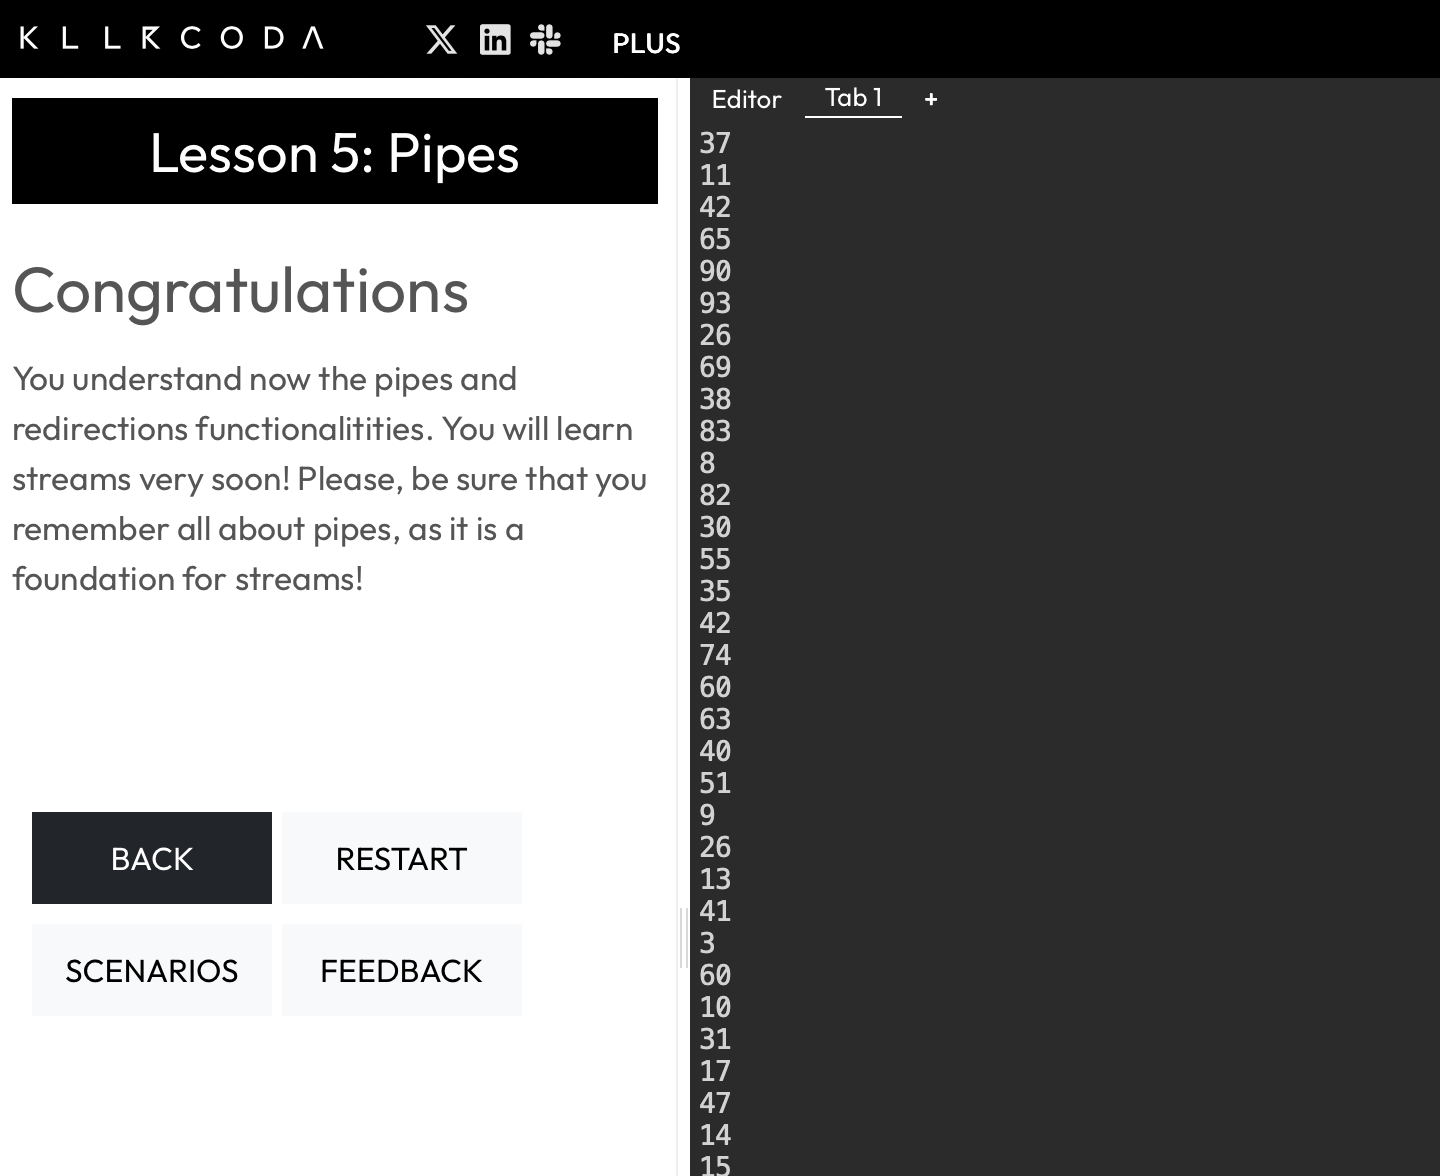 KLLRCODA
PLUS
Lesson 5: Pipes
Congratulations
You understand now the pipes and
redirections functionalitities. You will learn
streams very soon! Please, be sure that you
remember all about pipes, as it is a
foundation for streams!
BACK
RESTART
SCENARIOS
FEEDBACK
Editor
Tab 1
+
37
11
42
65
90
93
26
69
38
83
8
82
30
55
35
42
74
60
63
40
51
9
26
13
41
3
60
10
31
17
47
14
15